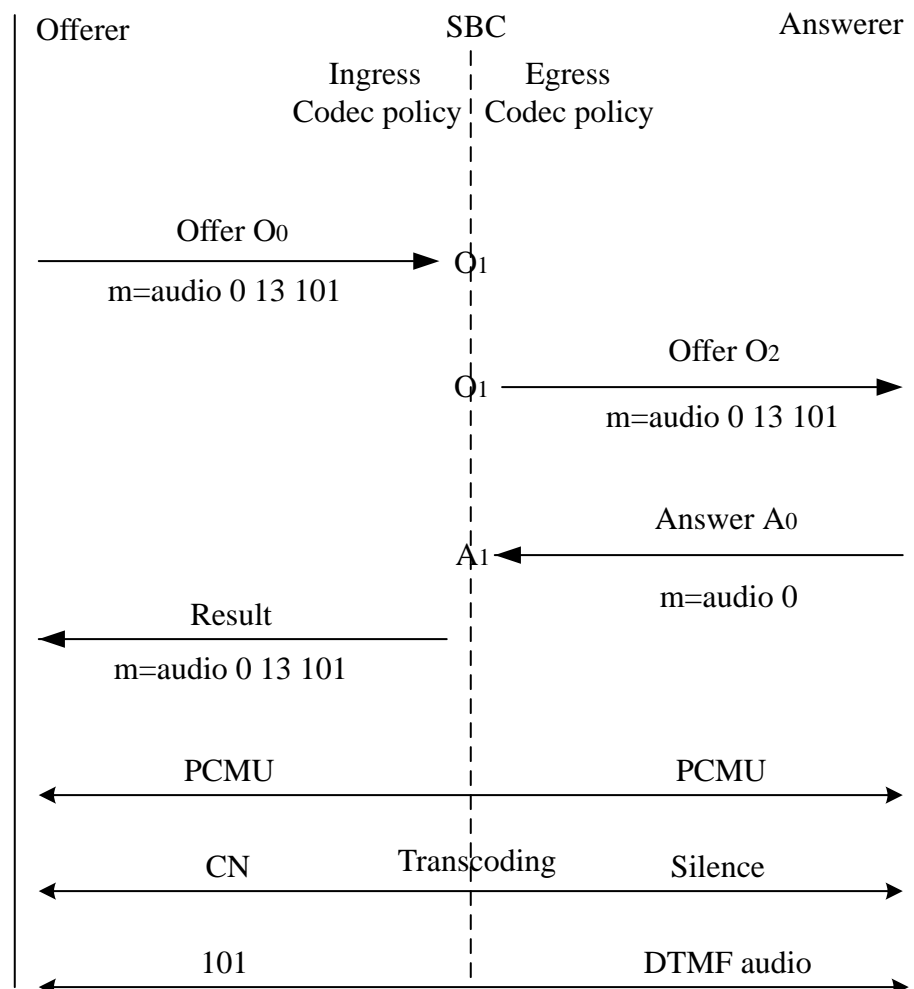 Offerer
SBC
Answerer
Ingress
Codec policy
Egress
Codec policy
Offer O0
O1
m=audio 0 13 101
Offer O2
O1
m=audio 0 13 101
Answer A0
A1
m=audio 0
Result
m=audio 0 13 101
PCMU
PCMU
CN
Transcoding
Silence
101
DTMF audio